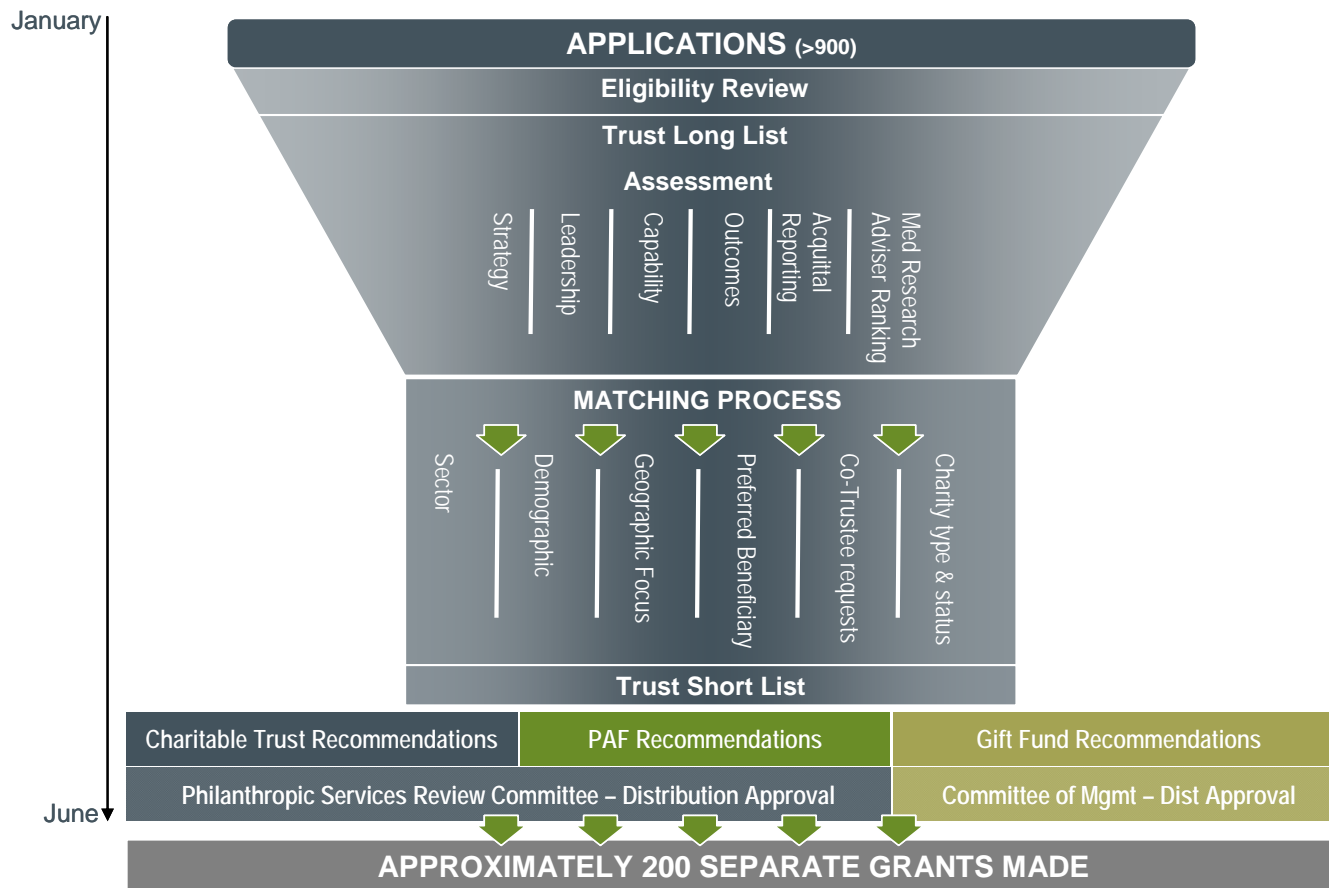 January
APPLICATIONS (>900)
Eligibility Review
Trust Long List
Assessment
Strategy
Leadership
Capability
Outcomes
Acquittal
Reporting
Med Research
Adviser Ranking
MATCHING PROCESS
Sector
Demographic
Geographic Focus
Preferred Beneficiary
Co-Trustee requests
Charity type & status
Trust Short List
Charitable Trust Recommendations
PAF Recommendations
Gift Fund Recommendations
Philanthropic Services Review Committee – Distribution Approval
Committee of Mgmt – Dist Approval
June
APPROXIMATELY 200 SEPARATE GRANTS MADE